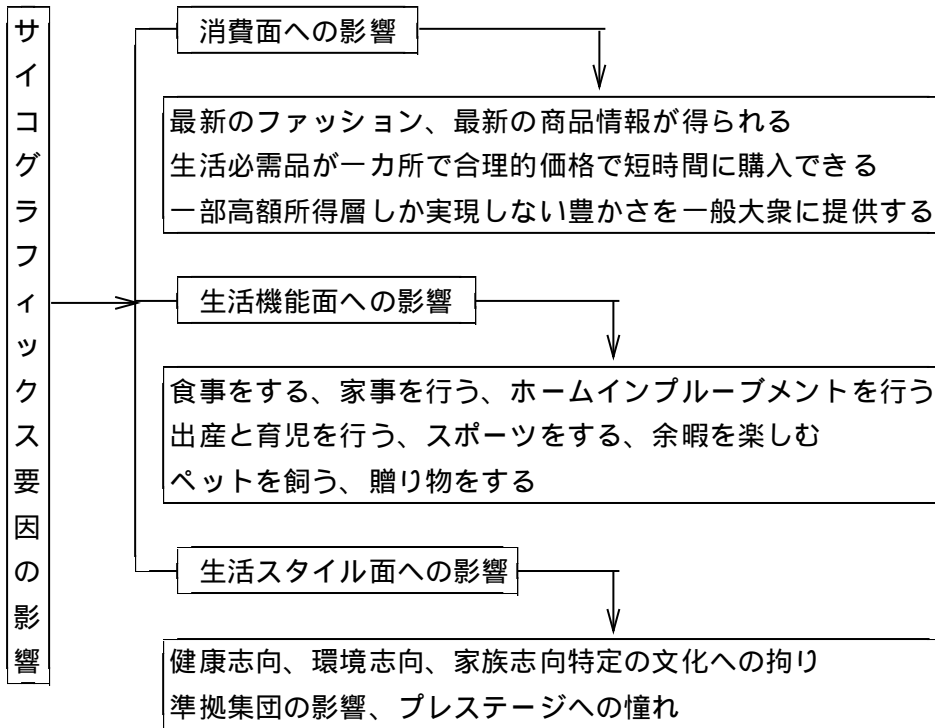 サイコグラフィックス要因の影響
消費面への影響
最新のファッション、最新の商品情報が得られる
生活必需品が一カ所で合理的価格で短時間に購入できる
一部高額所得層しか実現しない豊かさを一般大衆に提供する
生活機能面への影響
食事をする、家事を行う、ホームインプルーブメントを行う
出産と育児を行う、スポーツをする、余暇を楽しむ
ペットを飼う、贈り物をする
生活スタイル面への影響
健康志向、環境志向、家族志向特定の文化への拘り
準拠集団の影響、プレステージへの憧れ